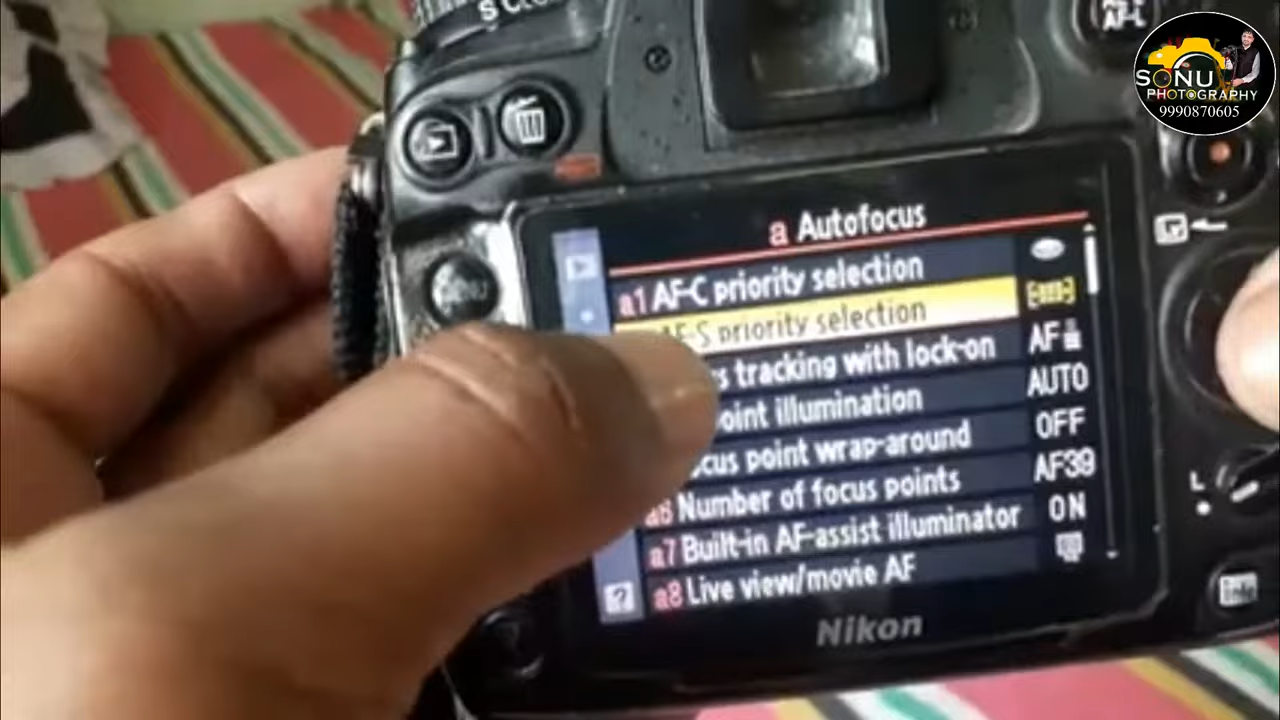 SONU
PHOTOGRAPHY
9990870605
AF-L
MENU
a Autofocus
a1 AF-C priority selection
AF-S priority selection
s tracking with lock-on AF
oint illumination AUTO
cus point wrap-around OFF
a6 Number of focus points AF39
a7 Built-in AF-assist illuminator ON
a8 Live view/movie AF
?
L
Nikon